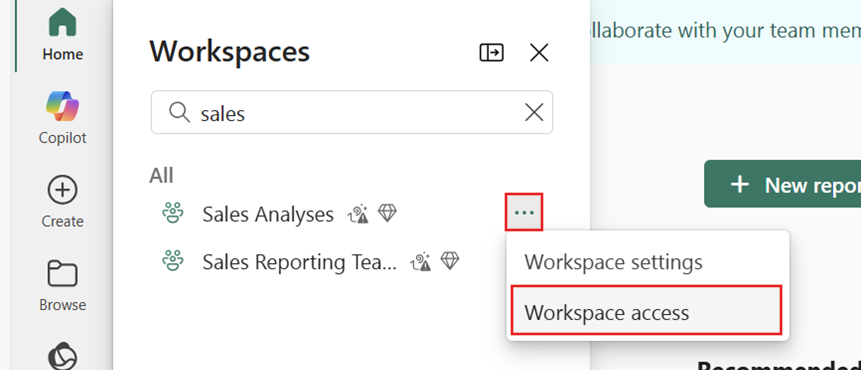 Home
Copilot
Create
Browse
Workspaces
sales
All
Sales Analyses
Sales Reporting Tea...
Workspace settings
Workspace access
llaborate with your team mem
New repor
Recommended